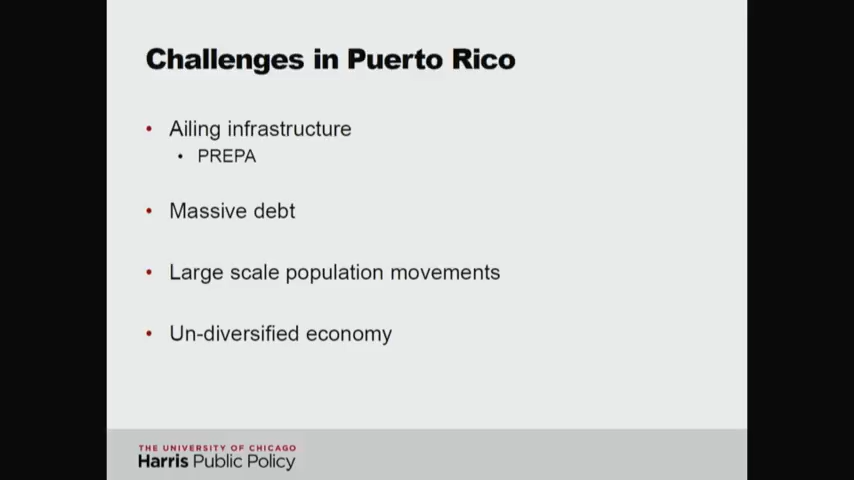 Challenges in Puerto Rico
• Ailing infrastructure
• PREPA
• Massive debt
• Large scale population movements
• Un-diversified economy
THE UNIVERSITY OF CHICAGO
Harris Public Policy